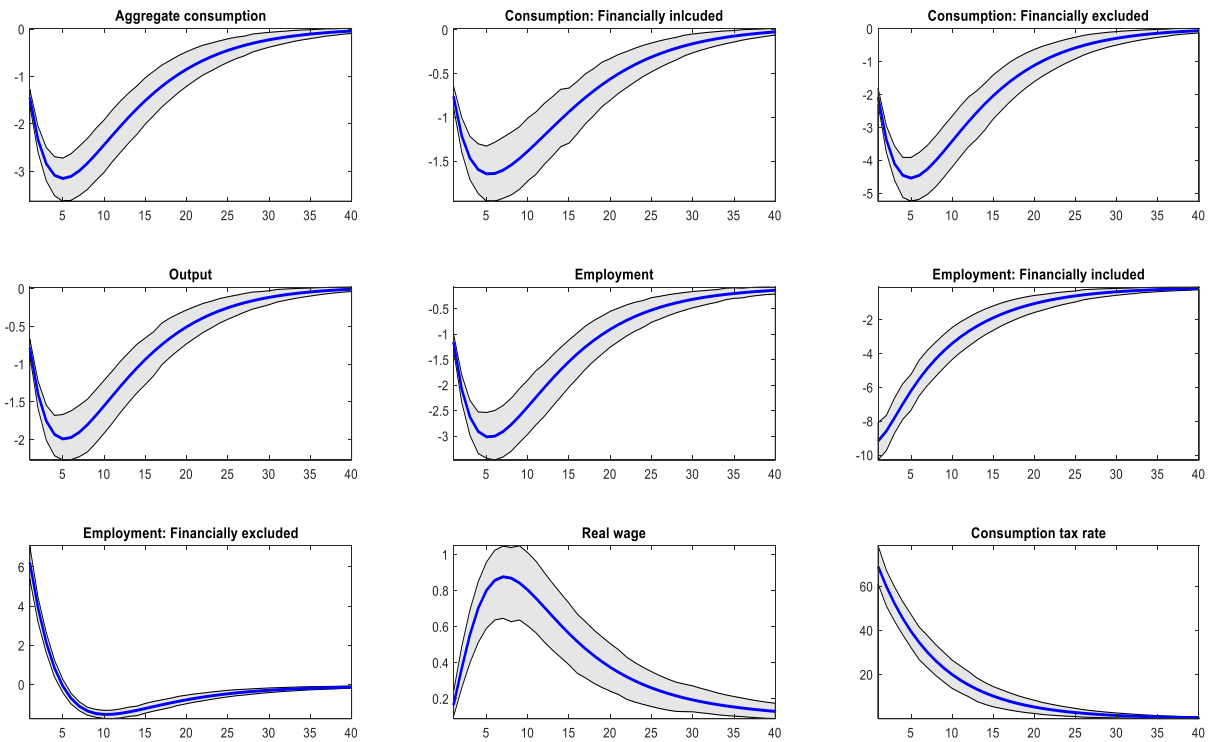 Aggregate consumption
0
-1
-2
-3
5 10 15 20 25 30 35 40
Consumption: Financially inlcuded
0
-0.5
-1
-1.5
5 10 15 20 25 30 35 40
Consumption: Financially excluded
0
-1
-2
-3
-4
-5
5 10 15 20 25 30 35 40
Output
0
-0.5
-1
-1.5
-2
5 10 15 20 25 30 35 40
Employment
-0.5
-1
-1.5
-2
-2.5
-3
5 10 15 20 25 30 35 40
Employment: Financially included
-2
-4
-6
-8
-10
5 10 15 20 25 30 35 40
Employment: Financially excluded
6
4
2
0
5 10 15 20 25 30 35 40
Real wage
1
0.8
0.6
0.4
0.2
5 10 15 20 25 30 35 40
Consumption tax rate
60
40
20
5 10 15 20 25 30 35 40